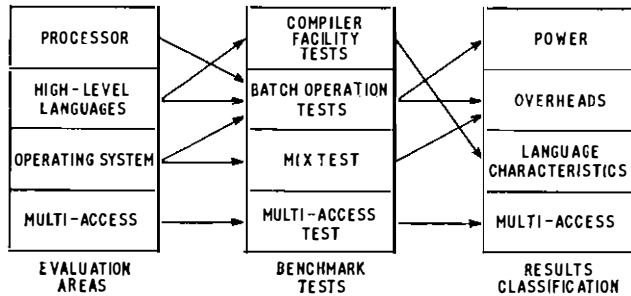 PROCESSOR
HIGH-LEVEL
LANGUAGES
OPERATING SYSTEM
MULTI-ACCESS
EVALUATION
AREAS
COMPILER
FACILITY
TESTS
BATCH OPERATION
TESTS
MIX TEST
MULTI-ACCESS
TEST
BENCHMARK
TESTS
POWER
OVERHEADS
LANGUAGE
CHARACTERISTICS
MULTI-ACCESS
RESULTS
CLASSIFICATION